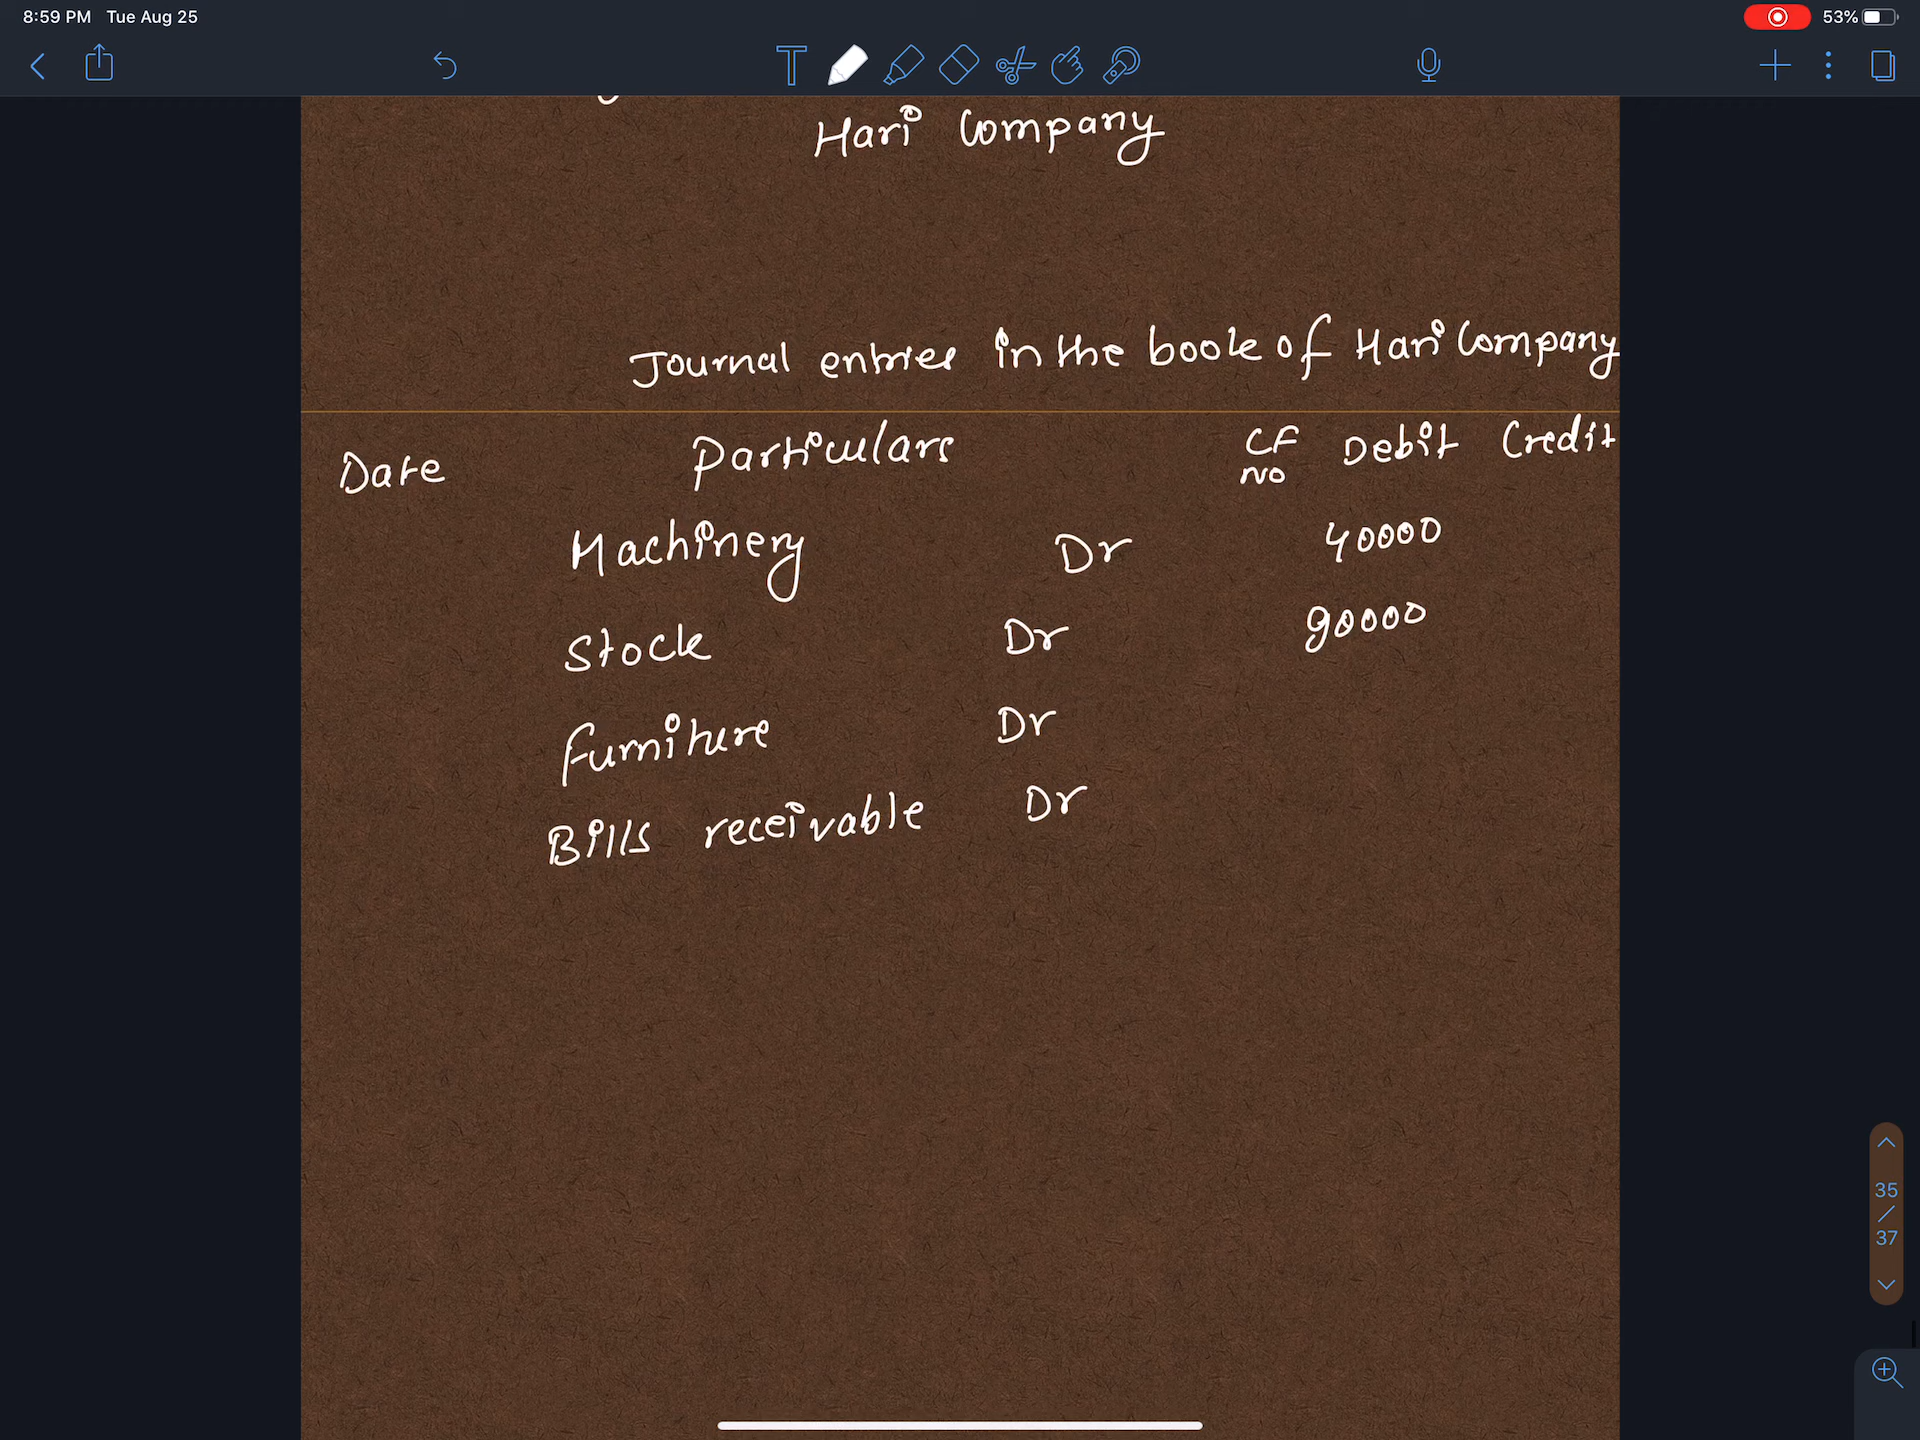 8:59 PM Tue Aug 25
53%
Hari Company
Journal entries in the book of Hari Company
Date Particulars CF NO Debit Credit
Machinery Dr 40000
Stock Dr 90000
Furniture Dr
Bills receivable Dr
35
/
37